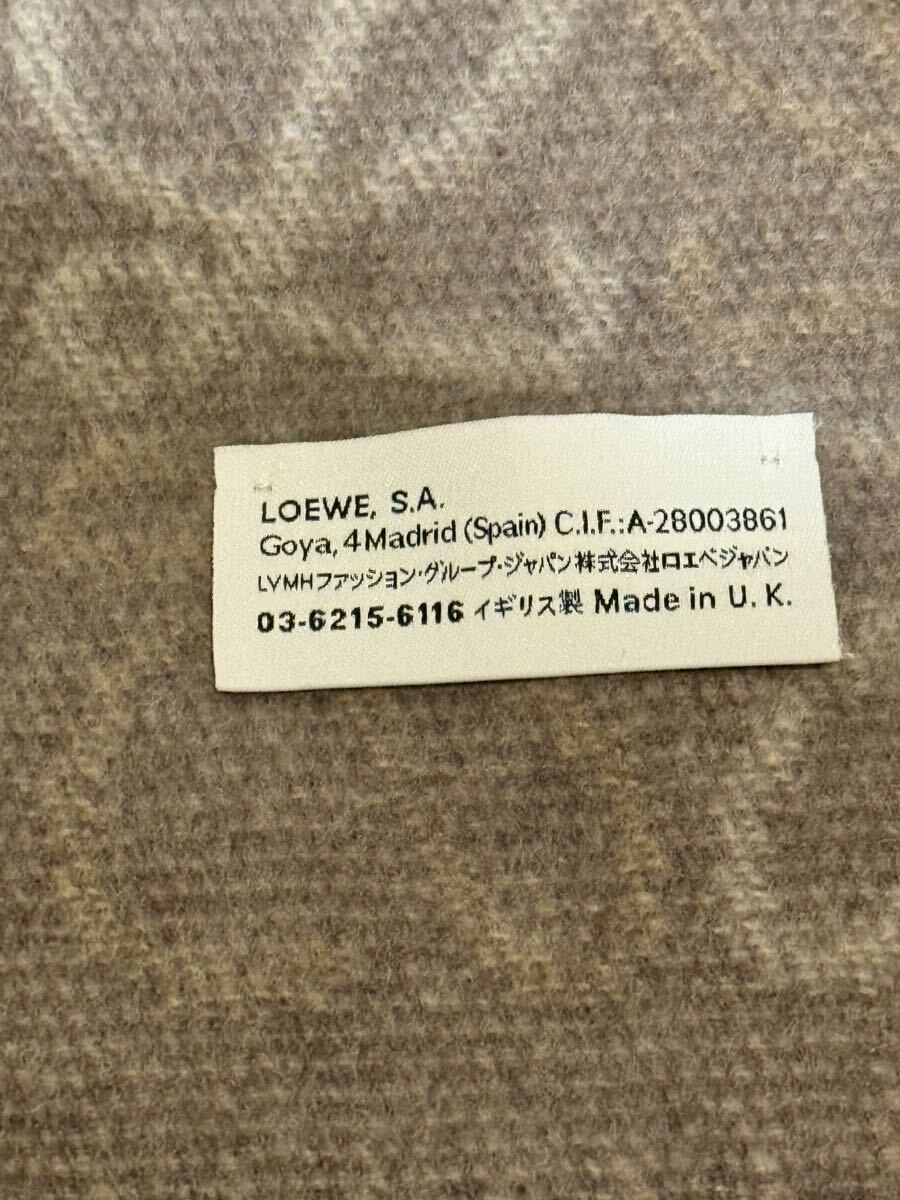 LOEWE, S.A.
Goya, 4 Madrid (Spain) C.I.F.:A-28003861
LVMHファッション・グループ・ジャパン株式会社ロエベジャパン
03-6215-6116 イギリス製 Made in U. K.